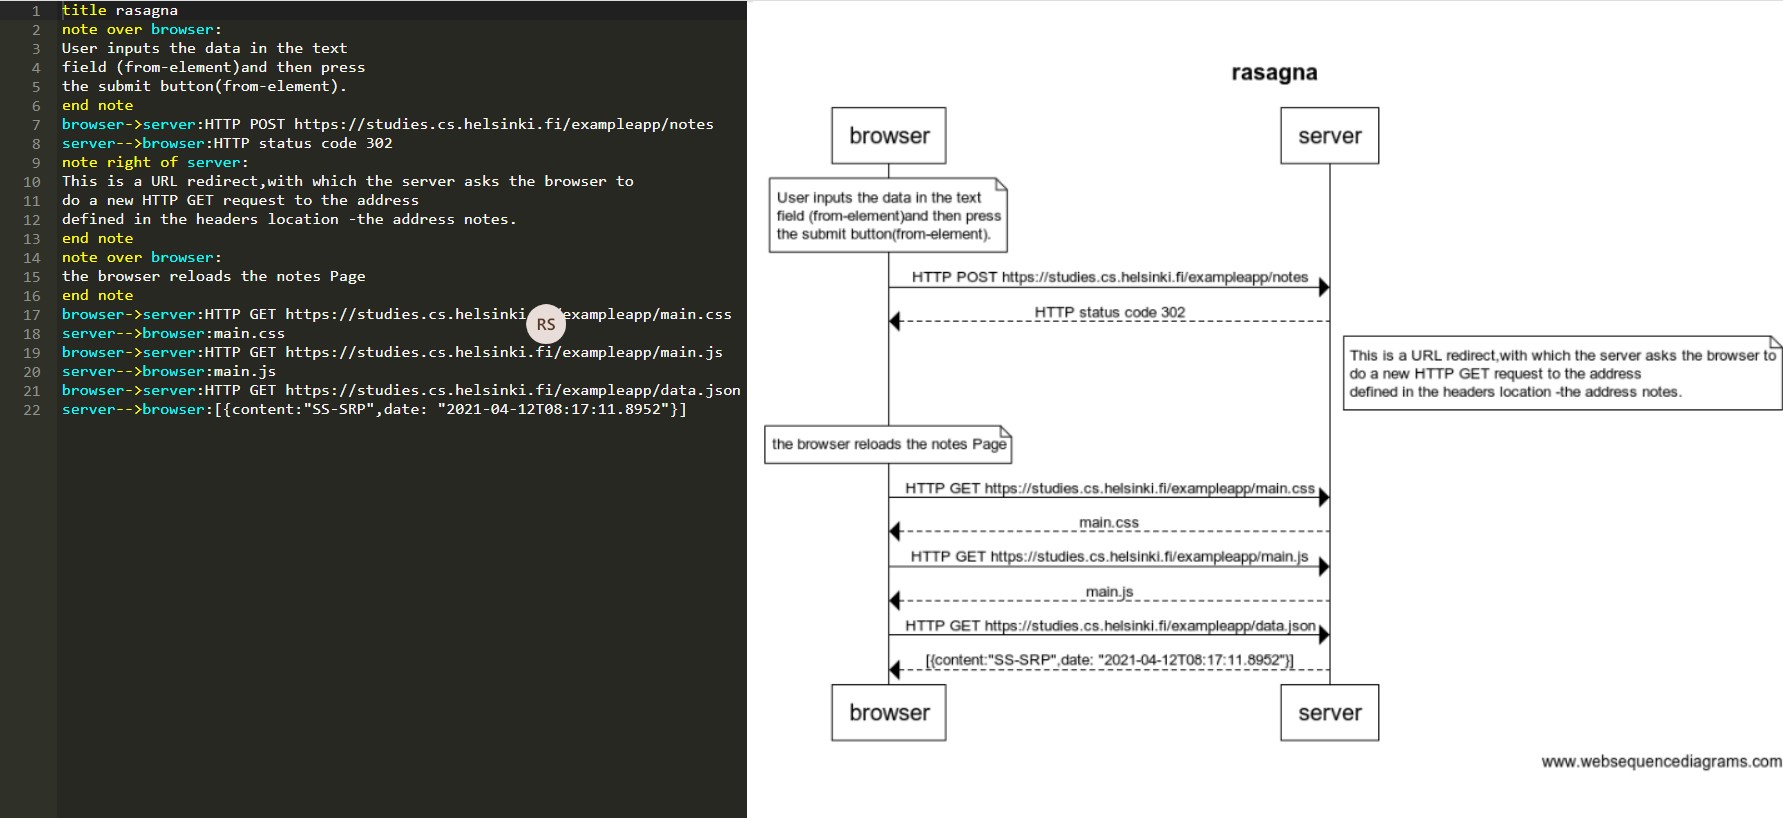 1 title rasagna
2 note over browser:
3 User inputs the data in the text
4 field (from-element)and then press
5 the submit button(from-element).
6 end note
7 browser->server:HTTP POST https://studies.cs.helsinki.fi/exampleapp/notes
8 server-->browser:HTTP status code 302
9 note right of server:
10 This is a URL redirect,with which the server asks the browser to
11 do a new HTTP GET request to the address
12 defined in the headers location -the address notes.
13 end note
14 note over browser:
15 the browser reloads the notes Page
16 end note
17 browser->server:HTTP GET https://studies.cs.helsinki exampleapp/main.css
RS
18 server-->browser:main.css
19 browser->server:HTTP GET https://studies.cs.helsinki.fi/exampleapp/main.js
20 server-->browser:main.js
21 browser->server:HTTP GET https://studies.cs.helsinki.fi/exampleapp/data.json
22 server-->browser:[{content:"SS-SRP",date: "2021-04-12T08:17:11.8952"}]
rasagna
browser
server
User inputs the data in the text
field (from-element)and then press
the submit button(from-element).
HTTP POST https://studies.cs.helsinki.fi/exampleapp/notes
HTTP status code 302
This is a URL redirect,with which the server asks the browser to
do a new HTTP GET request to the address
defined in the headers location -the address notes.
the browser reloads the notes Page
HTTP GET https://studies.cs.helsinki.fi/exampleapp/main.css
main.css
HTTP GET https://studies.cs.helsinki.fi/exampleapp/main.js
main.js
HTTP GET https://studies.cs.helsinki.fi/exampleapp/data.json
[{content:"SS-SRP",date: "2021-04-12T08:17:11.8952"}]
browser
server
www.websequencediagrams.com